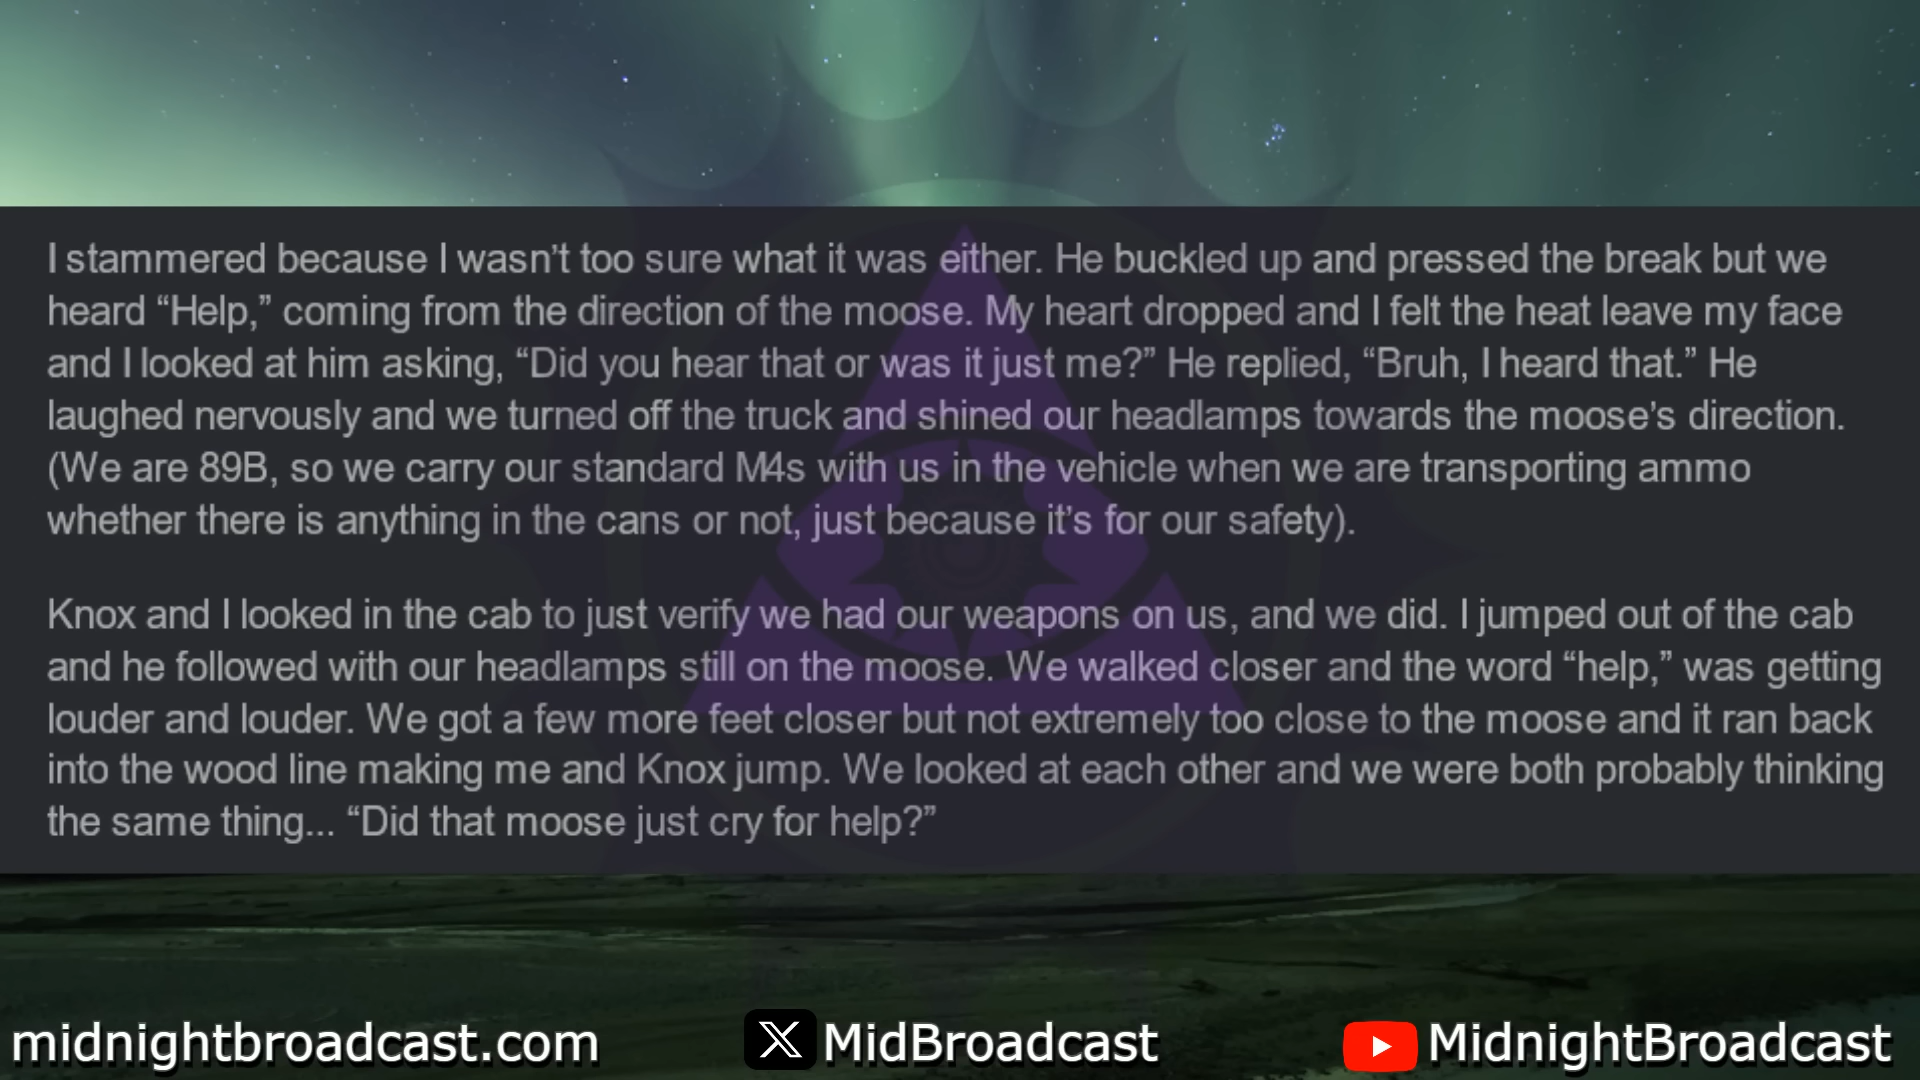 I stammered because I wasn’t too sure what it was either. He buckled up and pressed the break but we
heard “Help,” coming from the direction of the moose. My heart dropped and I felt the heat leave my face
and I looked at him asking, “Did you hear that or was it just me?” He replied, “Bruh, I heard that.” He
laughed nervously and we turned off the truck and shined our headlamps towards the moose’s direction.
(We are 89B, so we carry our standard M4s with us in the vehicle when we are transporting ammo
whether there is anything in the cans or not, just because it’s for our safety).
Knox and I looked in the cab to just verify we had our weapons on us, and we did. I jumped out of the cab
and he followed with our headlamps still on the moose. We walked closer and the word “help,” was getting
louder and louder. We got a few more feet closer but not extremely too close to the moose and it ran back
into the wood line making me and Knox jump. We looked at each other and we were both probably thinking
the same thing... “Did that moose just cry for help?”
midnightbroadcast.com
MidBroadcast
MidnightBroadcast